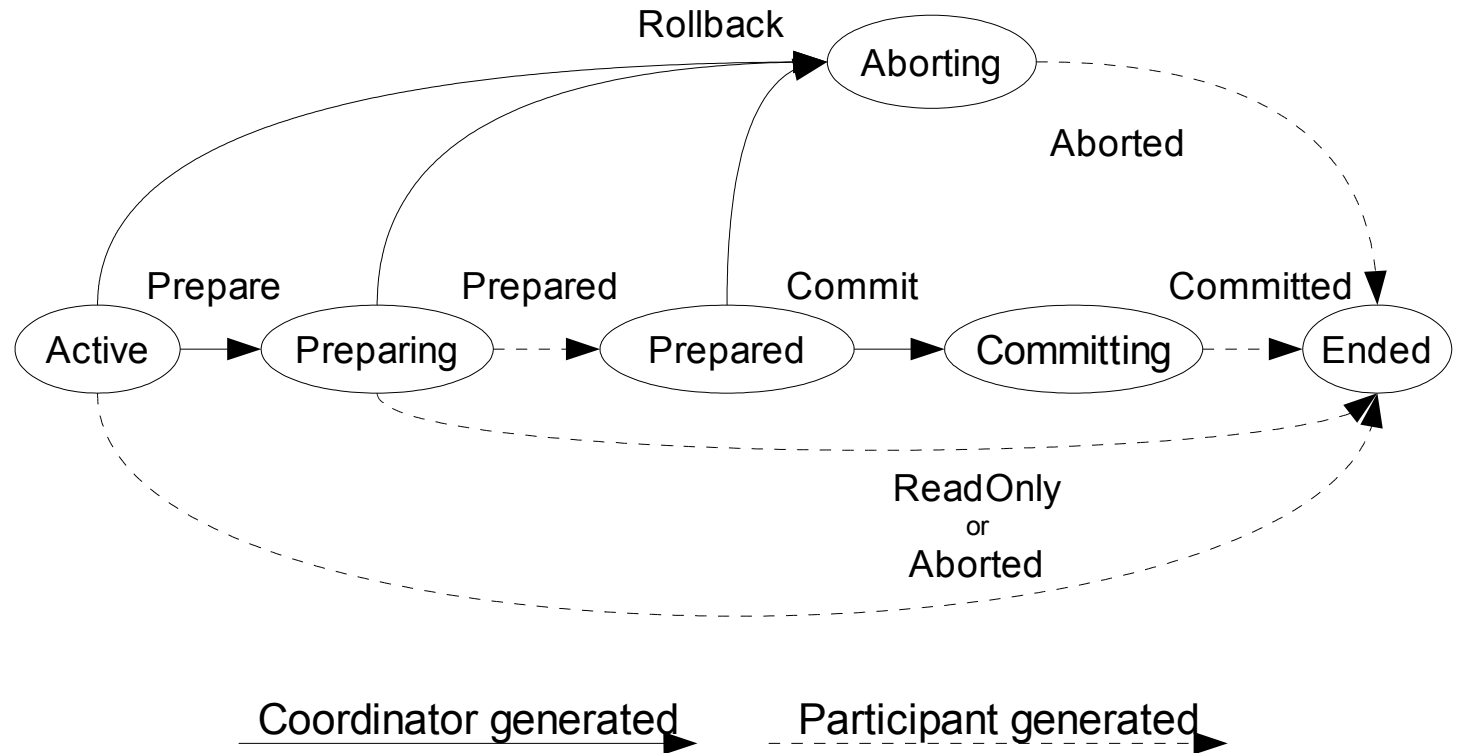 Rollback
Aborting
Aborted
Prepare
Prepared
Commit
Committed
Active
Preparing
Prepared
Committing
Ended
ReadOnly
or
Aborted
Coordinator generated
Participant generated